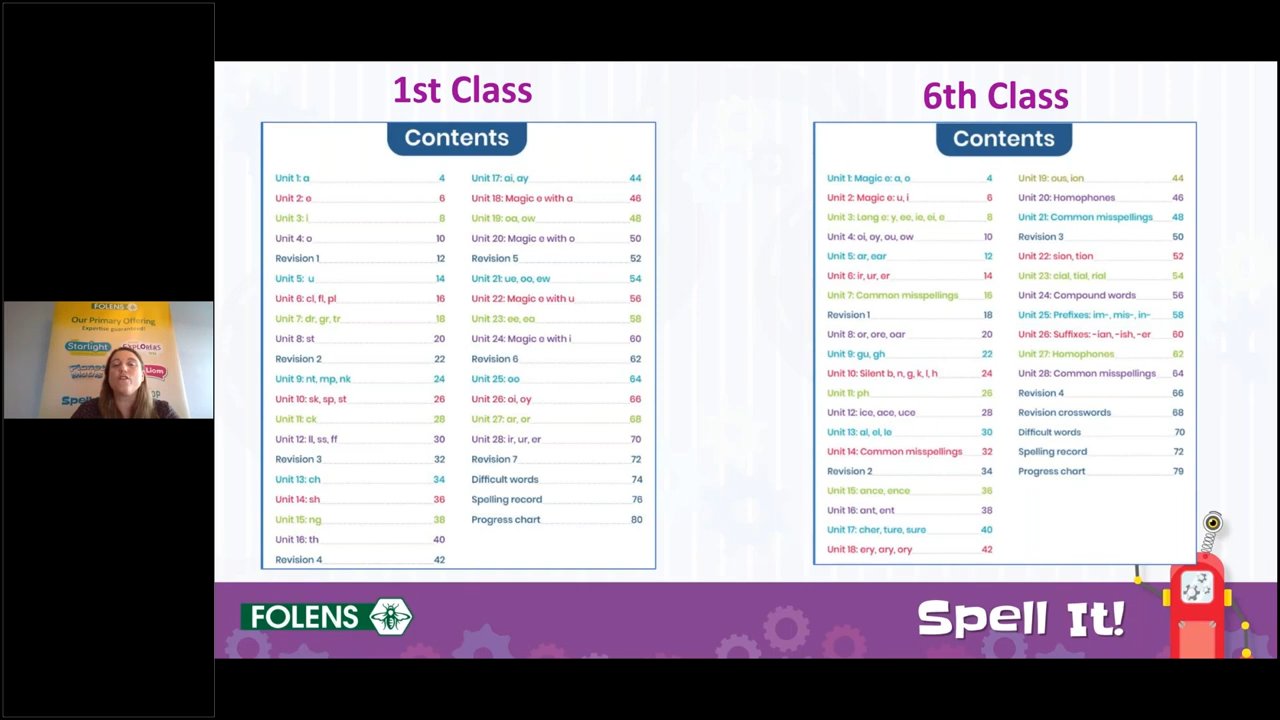 1st Class
Contents
Unit 1: a 4
Unit 2: e 6
Unit 3: i 8
Unit 4: o 10
Revision 1 12
Unit 5: u 14
Unit 6: cl, fl, pl 16
Unit 7: dr, gr, tr 18
Unit 8: st 20
Revision 2 22
Unit 9: nt, mp, nk 24
Unit 10: sk, sp, st 26
Unit 11: ck 28
Unit 12: ll, ss, ff 30
Revision 3 32
Unit 13: ch 34
Unit 14: sh 36
Unit 15: ng 38
Unit 16: th 40
Revision 4 42
Unit 17: ai, ay 44
Unit 18: Magic e with a 46
Unit 19: oa, ow 48
Unit 20: Magic e with o 50
Revision 5 52
Unit 21: ue, oo, ew 54
Unit 22: Magic e with u 56
Unit 23: ee, ea 58
Unit 24: Magic e with i 60
Revision 6 62
Unit 25: oo 64
Unit 26: oi, oy 66
Unit 27: ar, or 68
Unit 28: ir, ur, er 70
Revision 7 72
Difficult words 74
Spelling record 76
Progress chart 80
6th Class
Contents
Unit 1: Magic e: a, o 4
Unit 2: Magic e: u, i 6
Unit 3: Long e: y, ee, ie, ei, e 8
Unit 4: oi, oy, ou, ow 10
Unit 5: ar, ear 12
Unit 6: ir, ur, er 14
Unit 7: Common misspellings 16
Revision 1 18
Unit 8: or, ore, oar 20
Unit 9: gu, gh 22
Unit 10: Silent b, n, g, k, l, h 24
Unit 11: ph 26
Unit 12: ice, ace, uce 28
Unit 13: al, el, le 30
Unit 14: Common misspellings 32
Revision 2 34
Unit 15: ance, ence 36
Unit 16: ant, ent 38
Unit 17: cher, ture, sure 40
Unit 18: ery, ary, ory 42
Unit 19: ous, ion 44
Unit 20: Homophones 46
Unit 21: Common misspellings 48
Revision 3 50
Unit 22: sion, tion 52
Unit 23: cial, tial, rial 54
Unit 24: Compound words 56
Unit 25: Prefixes: im-, mis-, in- 58
Unit 26: Suffixes: -ian, -ish, -er 60
Unit 27: Homophones 62
Unit 28: Common misspellings 64
Revision 4 66
Revision crosswords 68
Difficult words 70
Spelling record 72
Progress chart 79
FOLENS
Our Primary Offering
Expertise guaranteed!
Starlight
EXPLORERS
FOLENS
Spell It!